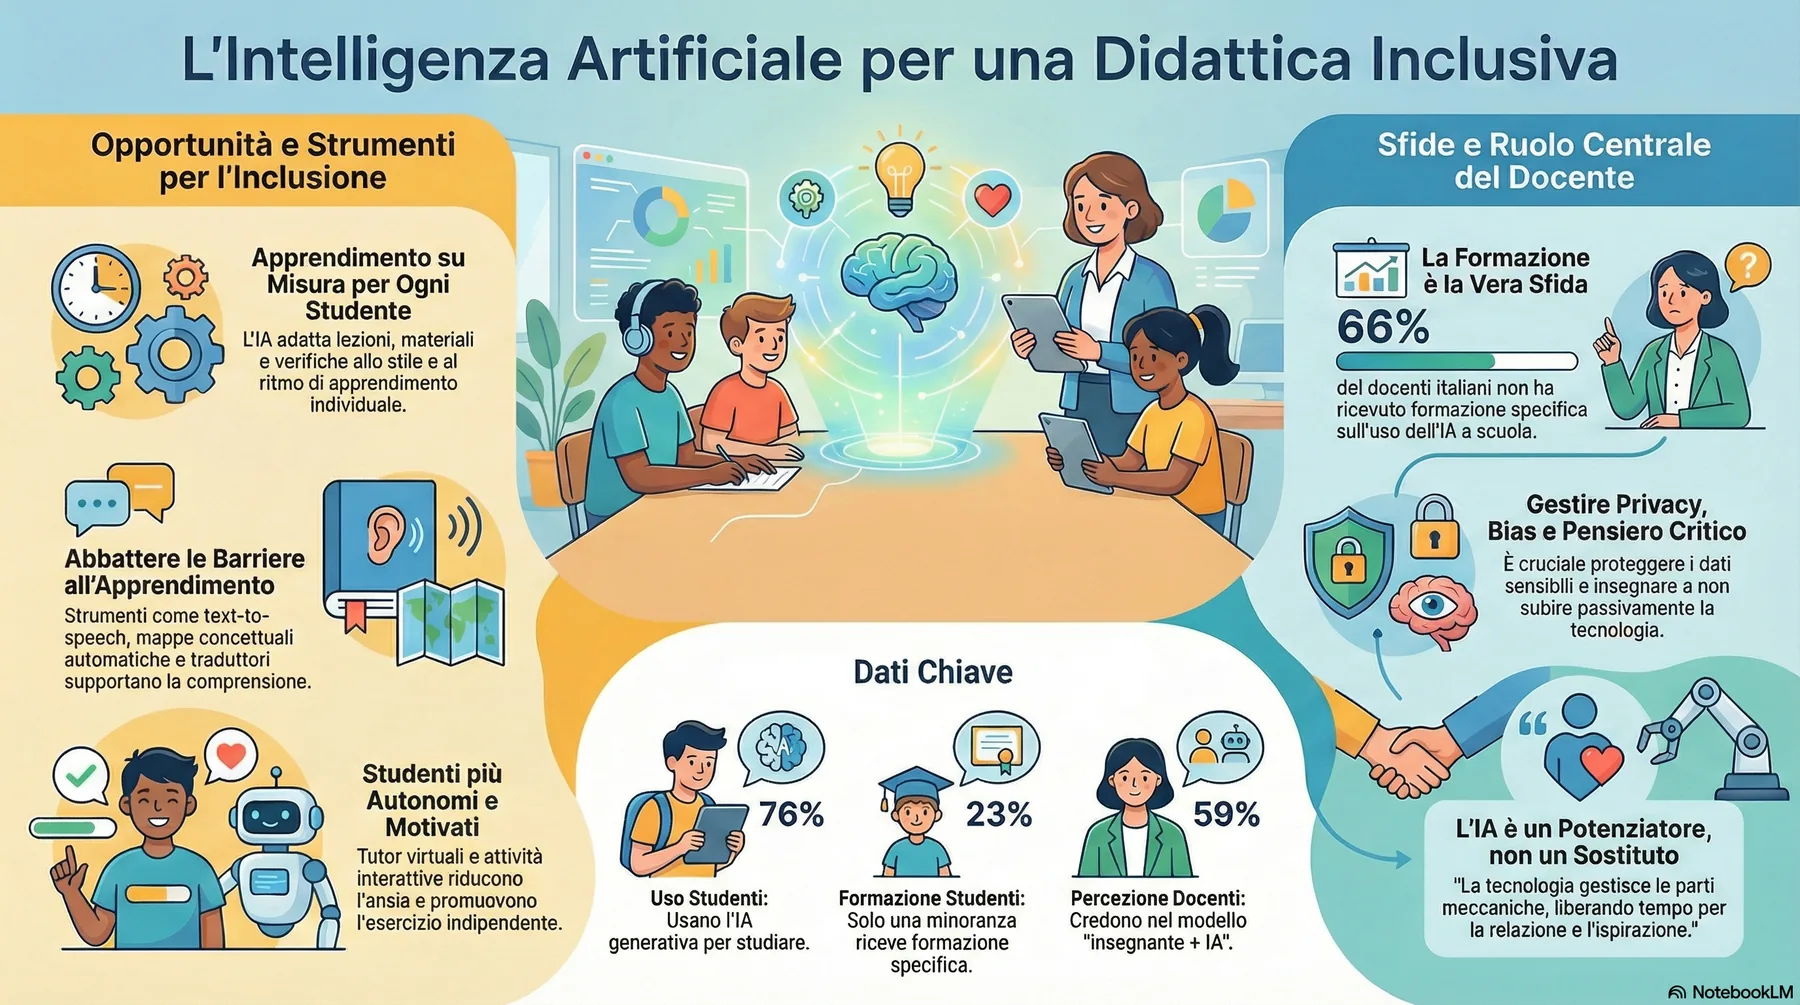 L'Intelligenza Artificiale per una Didattica Inclusiva
Opportunità e Strumenti
per l'Inclusione
Apprendimento su
Misura per Ogni
Studente
L'IA adatta lezioni, materiali
e verifiche allo stile e al
ritmo di apprendimento
individuale.
Abbattere le Barriere
all'Apprendimento
Strumenti come text-to-
speech, mappe concettuali
automatiche e traduttori
supportano la comprensione.
Studenti più
Autonomi e
Motivati
Tutor virtuali e attività
interattive riducono
l'ansia e promuovono
l'esercizio indipendente.
Dati Chiave
AI
76%
Uso Studenti:
Usano l'IA
generativa per studiare.
23%
Formazione Studenti:
Solo una minoranza
riceve formazione
specifica.
59%
Percezione Docenti:
Credono nel modello
"insegnante + IA".
Sfide e Ruolo Centrale
del Docente
La Formazione
è la Vera Sfida
?
66%
del docenti italiani non ha
ricevuto formazione specifica
sull'uso dell'IA a scuola.
Gestire Privacy,
Bias e Pensiero Critico
È cruciale proteggere i dati
sensiblli e insegnare a non
subire passivamente la
tecnologia.
“
L'IA è un Potenziatore,
non un Sostituto
"La tecnologia gestisce le parti
meccaniche, liberando tempo per
la relazione e l'ispirazione."
NotebookLM